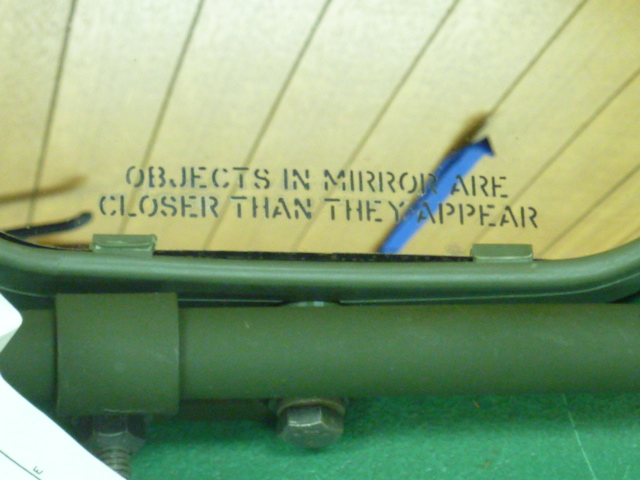 OBJECTS IN MIRROR ARE
CLOSER THAN THEY APPEAR
E